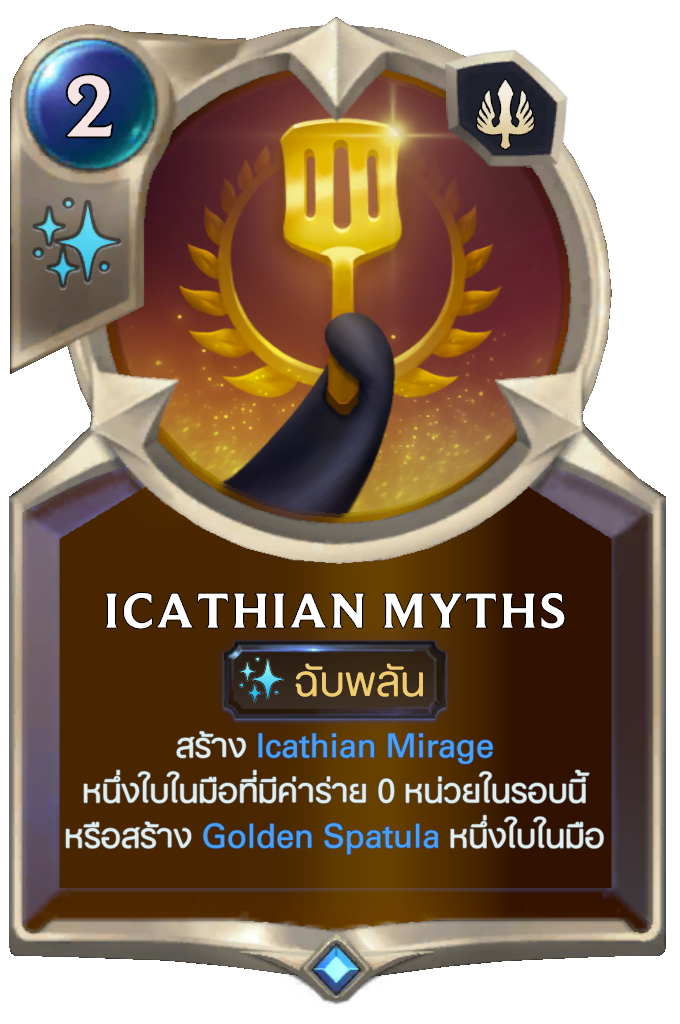 2
ICATHIAN MYTHS
ฉับพลัน
สร้าง Icathian Mirage
หนึ่งใบในมือที่มีค่าร่าย 0 หน่วยในรอบนี้
หรือสร้าง Golden Spatula หนึ่งใบในมือ